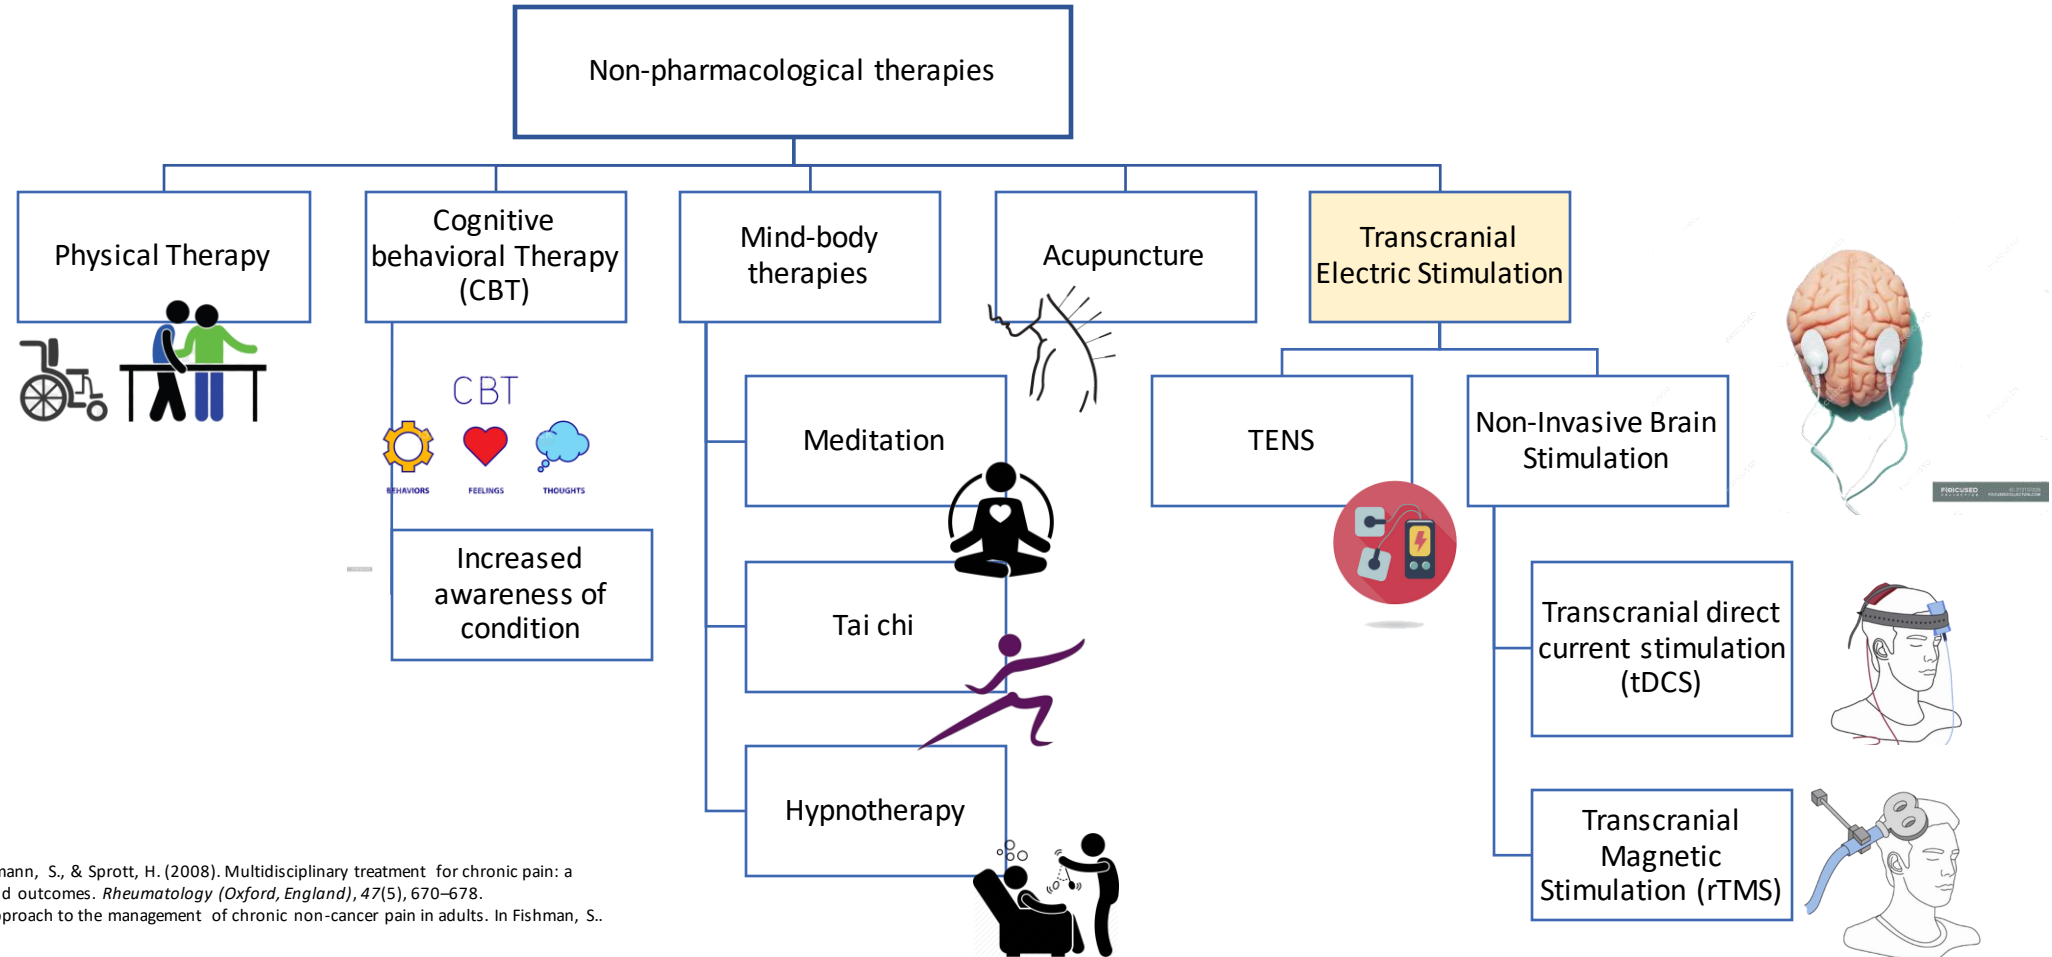 Non-pharmacological therapies
Physical Therapy
Cognitive
behavioral Therapy
(CBT)
Mind-body
therapies
Acupuncture
Transcranial
Electric Stimulation
CBT
BEHAVIORS
FEELINGS
THOUGHTS
Increased
awareness of
condition
Meditation
Tai chi
Hypnotherapy
TENS
Non-Invasive Brain
Stimulation
Transcranial direct
current stimulation
(tDCS)
Transcranial
Magnetic
Stimulation (rTMS)
mann, S., & Sprott, H. (2008). Multidisciplinary treatment for chronic pain: a
d outcomes. Rheumatology (Oxford, England), 47(5), 670–678.
pproach to the management of chronic non-cancer pain in adults. In Fishman, S..